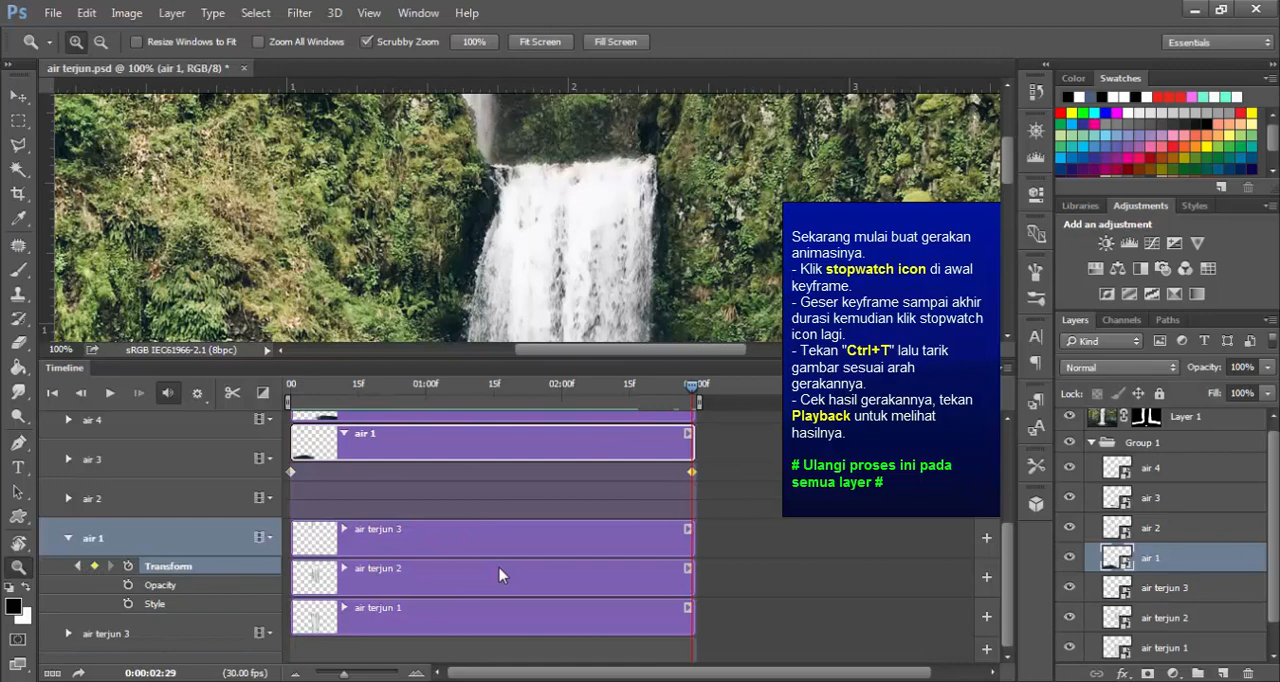 Ps File Edit Image Layer Type Select Filter 3D View Window Help
Resize Windows to Fit Zoom All Windows Scrubby Zoom 100% Fit Screen Fill Screen Essentials
air terjun.psd @ 100% (air 1, RGB/8) *
1 2 3
1
Color Swatches
Libraries Adjustments Styles
Add an adjustment
Sekarang mulai buat gerakan
animasinya.
- Klik stopwatch icon di awal
keyframe.
- Geser keyframe sampai akhir
durasi kemudian klik stopwatch
icon lagi.
- Tekan "Ctrl+T" lalu tarik
gambar sesuai arah
gerakannya.
- Cek hasil gerakannya, tekan
Playback untuk melihat
hasilnya.
# Ulangi proses ini pada
semua layer #
100% sRGB IEC61966-2.1 (8bpc)
Timeline
00 15f 01:00f 15f 02:00f 15f 00f
air 4
air 1
air 3
air 2
air terjun 3
air 1
Transform
air terjun 2
Opacity
Style
air terjun 1
air terjun 3
0:00:02:29 (30.00 fps)
Layers Channels Paths
Kind
Normal Opacity: 100%
Lock: Fill: 100%
Layer 1
Group 1
air 4
air 3
air 2
air 1
air terjun 3
air terjun 2
air terjun 1
fx